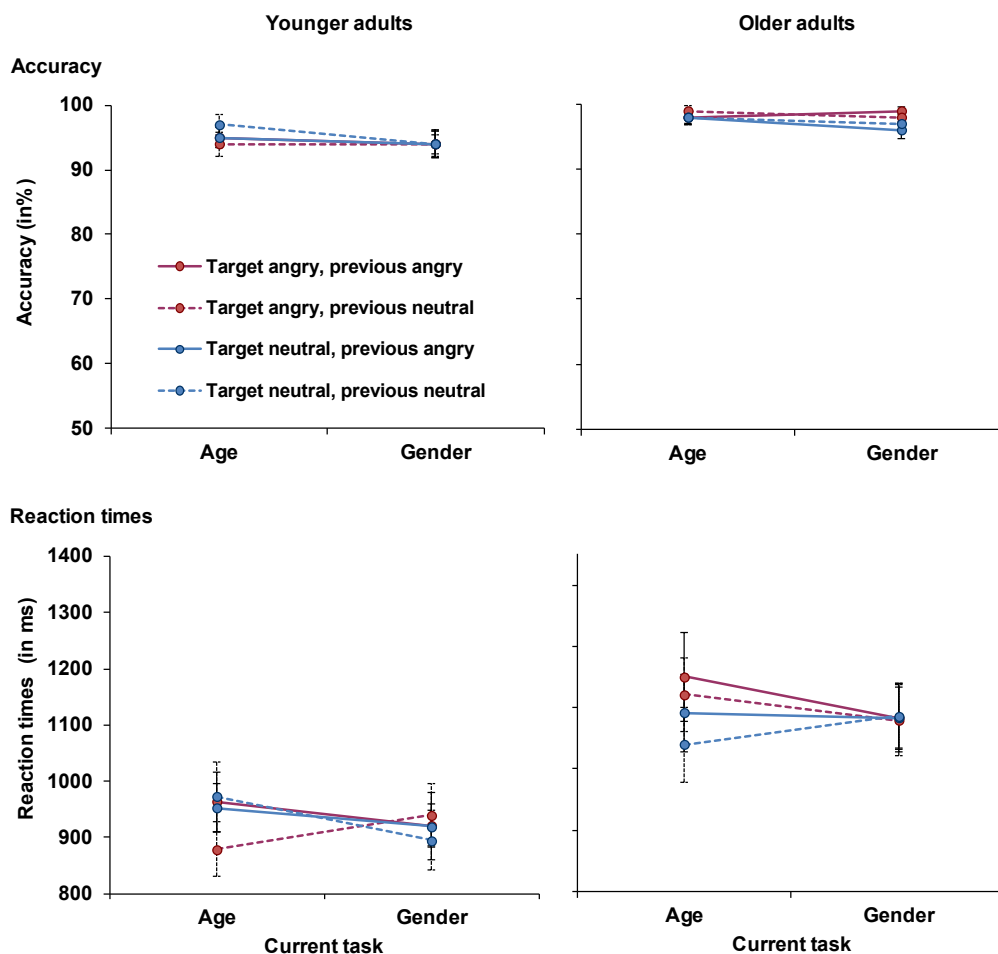 Younger adults
Older adults
Accuracy
100
90
80
70
60
50
Accuracy (in%)
Target angry, previous angry
Target angry, previous neutral
Target neutral, previous angry
Target neutral, previous neutral
Age
Gender
Age
Gender
Reaction times
1400
1300
1200
1100
1000
900
800
Reaction times (in ms)
Age
Gender
Current task
Age
Gender
Current task